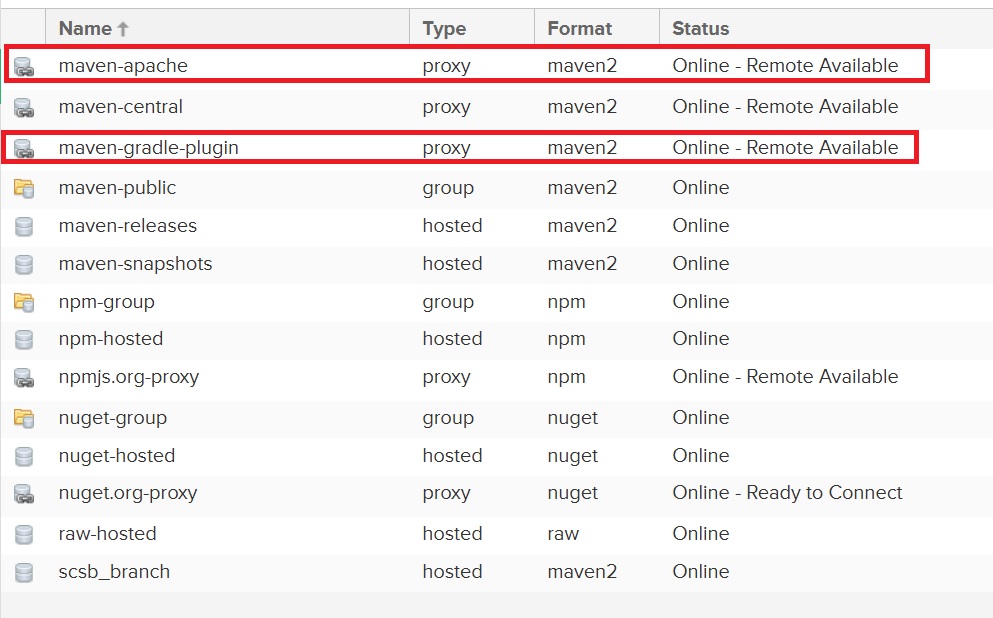 Name Type Format Status
maven-apache proxy maven2 Online - Remote Available
maven-central proxy maven2 Online - Remote Available
maven-gradle-plugin proxy maven2 Online - Remote Available
maven-public group maven2 Online
maven-releases hosted maven2 Online
maven-snapshots hosted maven2 Online
npm-group group npm Online
npm-hosted hosted npm Online
npmjs.org-proxy proxy npm Online - Remote Available
nuget-group group nuget Online
nuget-hosted hosted nuget Online
nuget.org-proxy proxy nuget Online - Ready to Connect
raw-hosted hosted raw Online
scsb_branch hosted maven2 Online